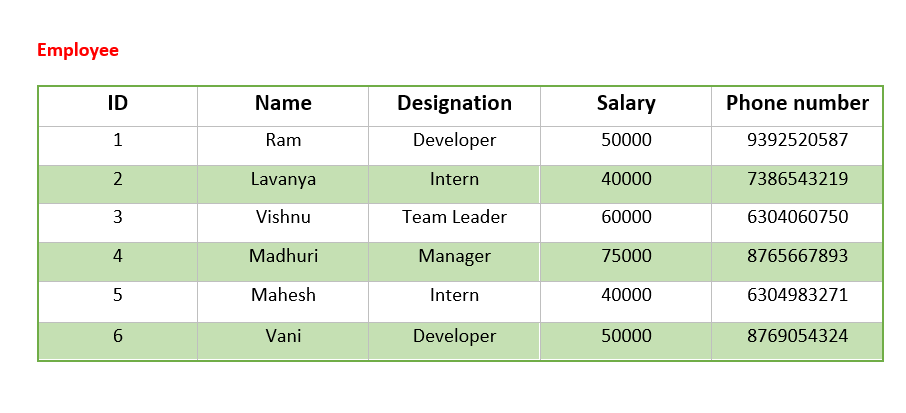 Employee
ID Name Designation Salary Phone number
1 Ram Developer 50000 9392520587
2 Lavanya Intern 40000 7386543219
3 Vishnu Team Leader 60000 6304060750
4 Madhuri Manager 75000 8765667893
5 Mahesh Intern 40000 6304983271
6 Vani Developer 50000 8769054324